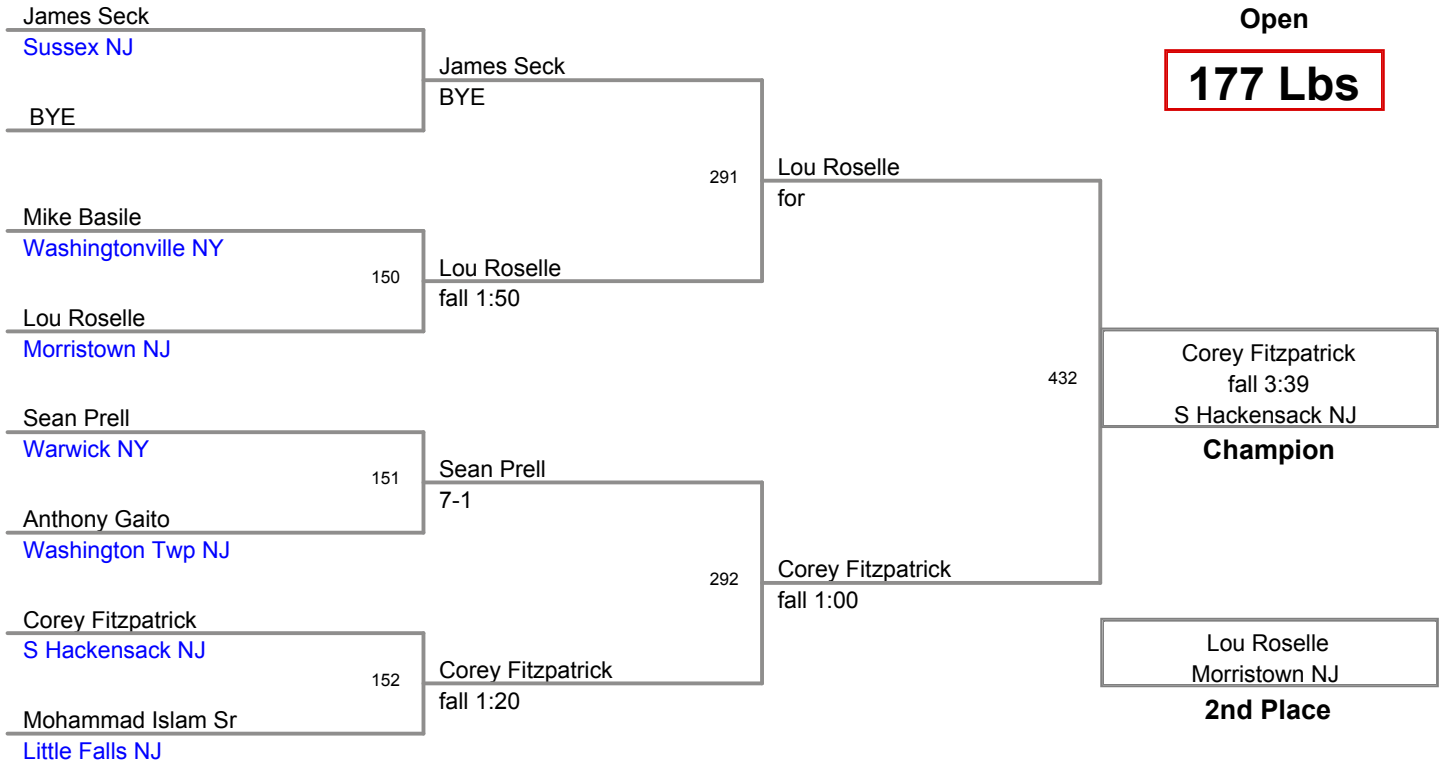 James Seck
Sussex NJ
BYE
Mike Basile
Washingtonville NY
150
Lou Roselle
Morristown NJ
Sean Prell
Warwick NY
151
Anthony Gaito
Washington Twp NJ
Corey Fitzpatrick
S Hackensack NJ
152
Mohammad Islam Sr
Little Falls NJ
James Seck
BYE
291
Lou Roselle
fall 1:50
Sean Prell
7-1
292
Corey Fitzpatrick
fall 1:20
Lou Roselle
for
432
Corey Fitzpatrick
fall 1:00
Open
177 Lbs
Corey Fitzpatrick
fall 3:39
S Hackensack NJ
Champion
Lou Roselle
Morristown NJ
2nd Place